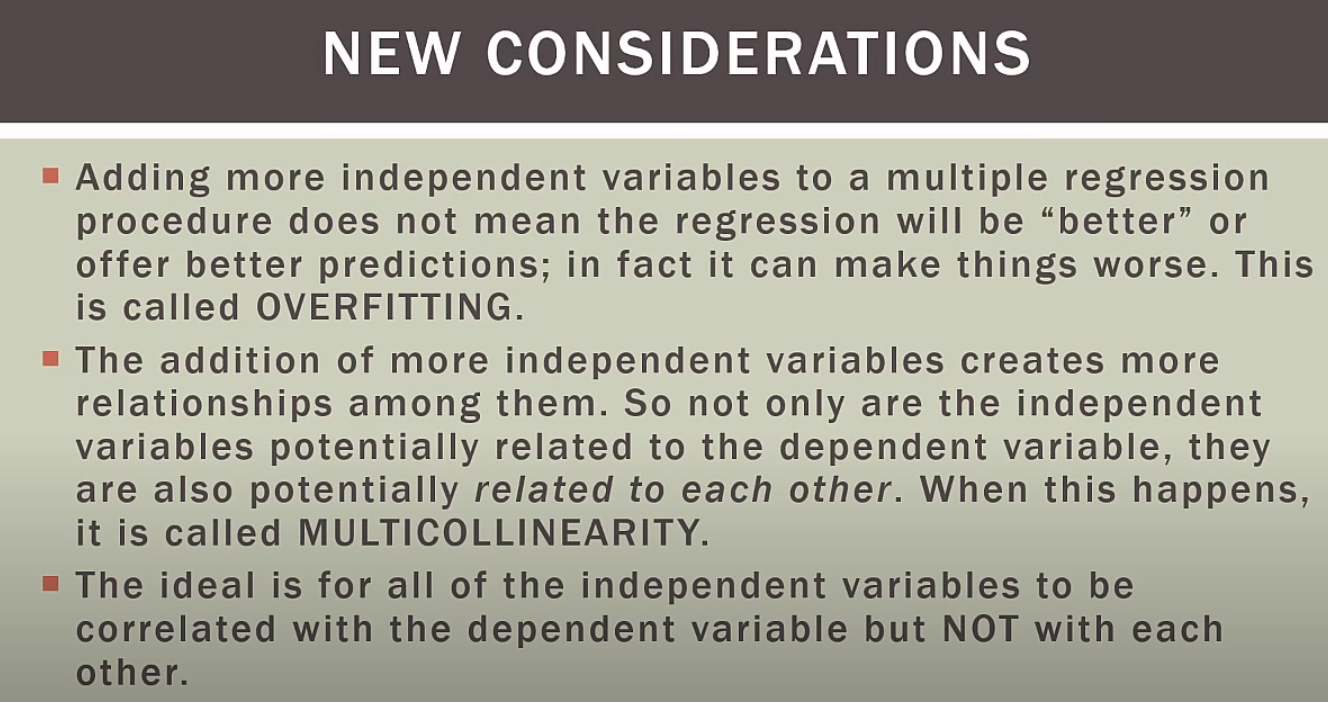 NEW CONSIDERATIONS
Adding more independent variables to a multiple regression
procedure does not mean the regression will be “better” or
offer better predictions; in fact it can make things worse. This
is called OVERFITTING.
The addition of more independent variables creates more
relationships among them. So not only are the independent
variables potentially related to the dependent variable, they
are also potentially related to each other. When this happens,
it is called MULTICOLLINEARITY.
The ideal is for all of the independent variables to be
correlated with the dependent variable but NOT with each
other.